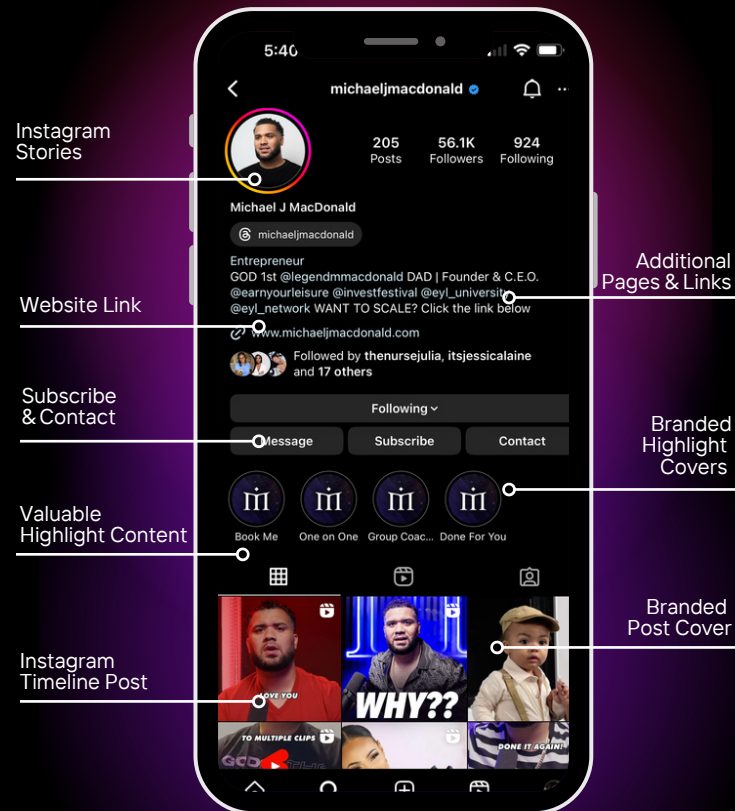 5:40
michaeljmacdonald
Instagram
Stories
205
Posts
56.1K
Followers
924
Following
Michael J MacDonald
michaeljmacdonald
Entrepreneur
GOD 1st @legendmmacdonald DAD | Founder & C.E.O.
@earnyourleisure @investfestival @eyl_university
@eyl_network WANT TO SCALE? Click the link below
Additional
Pages & Links
Website Link
www.michaeljmacdonald.com
Followed by thenursejulia, itsjessicalaine
and 17 others
Subscribe
& Contact
Following
Message
Subscribe
Contact
Branded
Highlight
Covers
Valuable
Highlight Content
Book Me
One on One
Group Coac...
Done For You
Branded
Post Cover
Instagram
Timeline Post
LOVE YOU
WHY??
TO MULTIPLE CLIPS
GOD
DONE IT AGAIN!